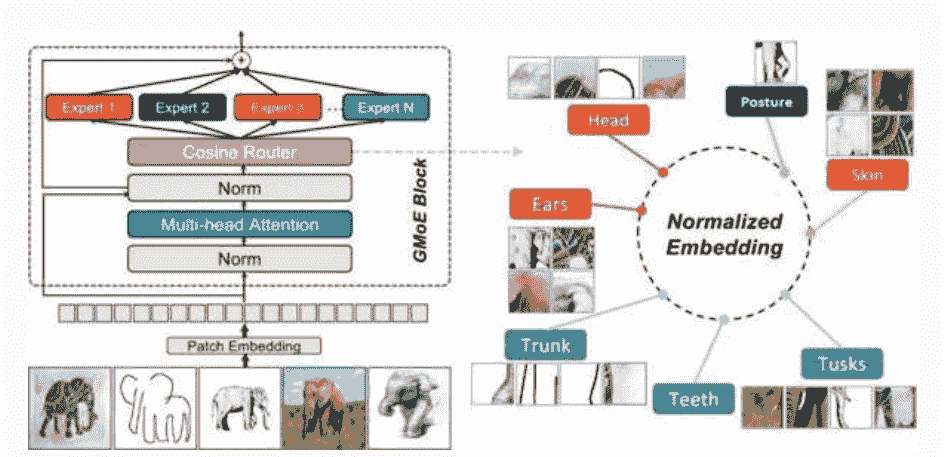 Expert 1
Expert 2
Expert 3
Expert N
Cosine Router
Norm
Multi-head Attention
Norm
GMoE Block
Patch Embedding
Head
Posture
Skin
Ears
Normalized
Embedding
Trunk
Tusks
Teeth